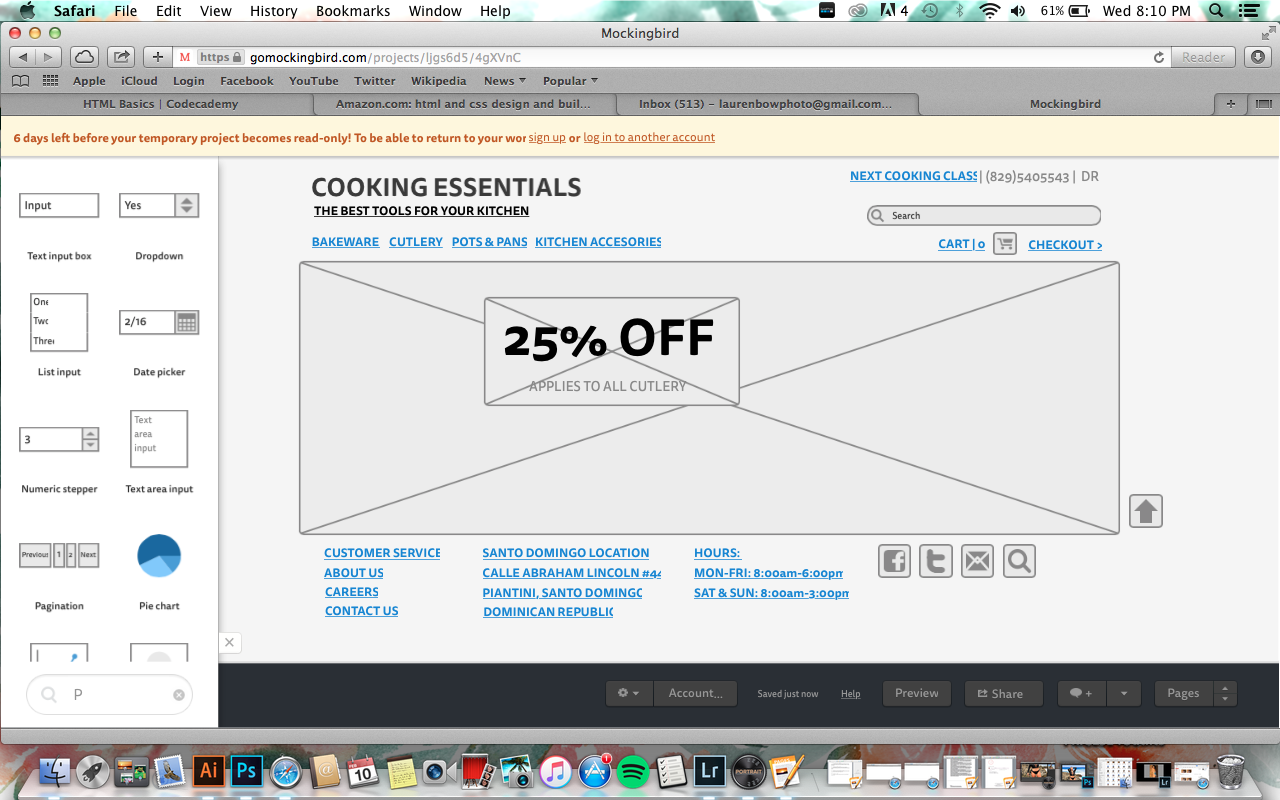 Safari File Edit View History Bookmarks Window Help 4 61% Wed 8:10 PM
Mockingbird
https gomockingbird.com/projects/ljgs6d5/4gXVnC Reader
Apple iCloud Login Facebook YouTube Twitter Wikipedia News Popular
HTML Basics | Codecademy Amazon.com: html and css design and buil... Inbox (513) – laurenbowphoto@gmail.com... Mockingbird
6 days left before your temporary project becomes read-only! To be able to return to your wor sign up or log in to another account
Input Yes
Text input box Dropdown
One
Two
Three
2/16
List input Date picker
3
Text
area
input
Numeric stepper Text area input
Previous 1 2 Next
Pagination Pie chart
P
COOKING ESSENTIALS
THE BEST TOOLS FOR YOUR KITCHEN
NEXT COOKING CLASS | (829)5405543 | DR
Search
BAKEWARE CUTLERY POTS & PANS KITCHEN ACCESORIES
CART | 0 CHECKOUT >
25% OFF
APPLIES TO ALL CUTLERY
CUSTOMER SERVICE
ABOUT US
CAREERS
CONTACT US
SANTO DOMINGO LOCATION
CALLE ABRAHAM LINCOLN #44
PIANTINI, SANTO DOMINGO
DOMINICAN REPUBLIC
HOURS:
MON-FRI: 8:00am-6:00pm
SAT & SUN: 8:00am-3:00pm
Account... Saved just now Help Preview Share + Pages
Ai Ps FEB 10 1 Lr PORTRAIT